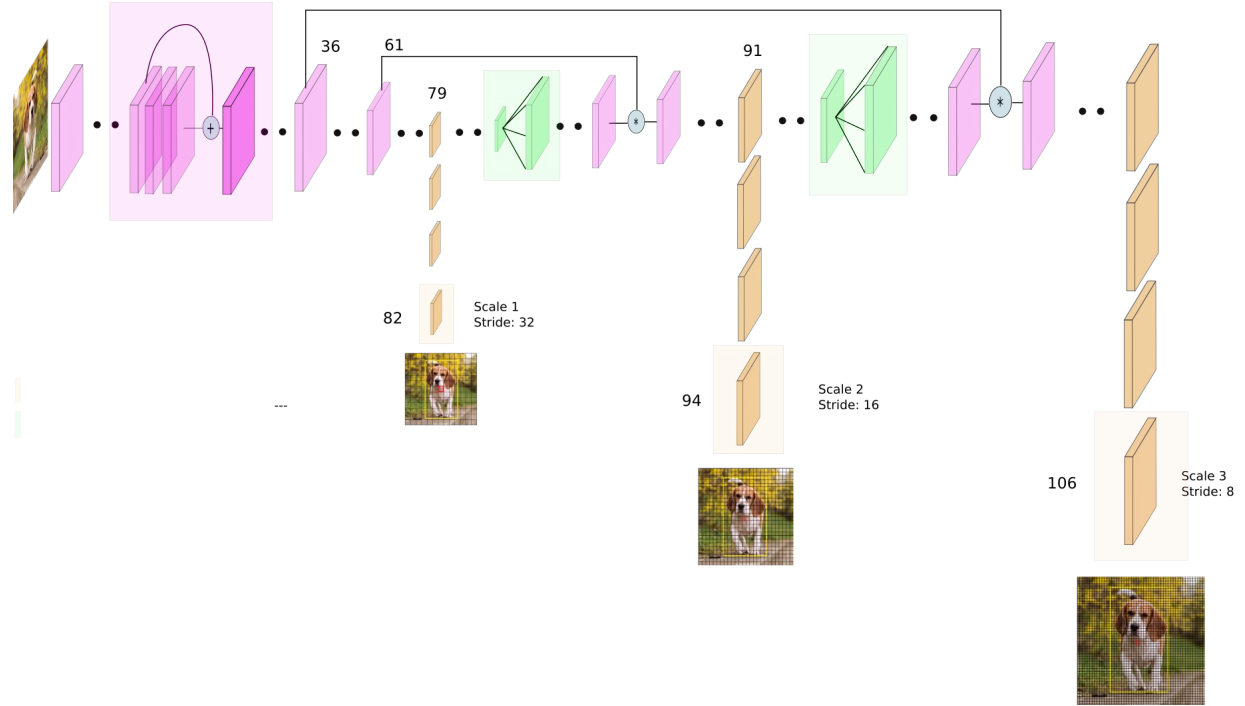 36
61
91
79
+
*
*
*
82
Scale 1
Stride: 32
---
94
Scale 2
Stride: 16
106
Scale 3
Stride: 8